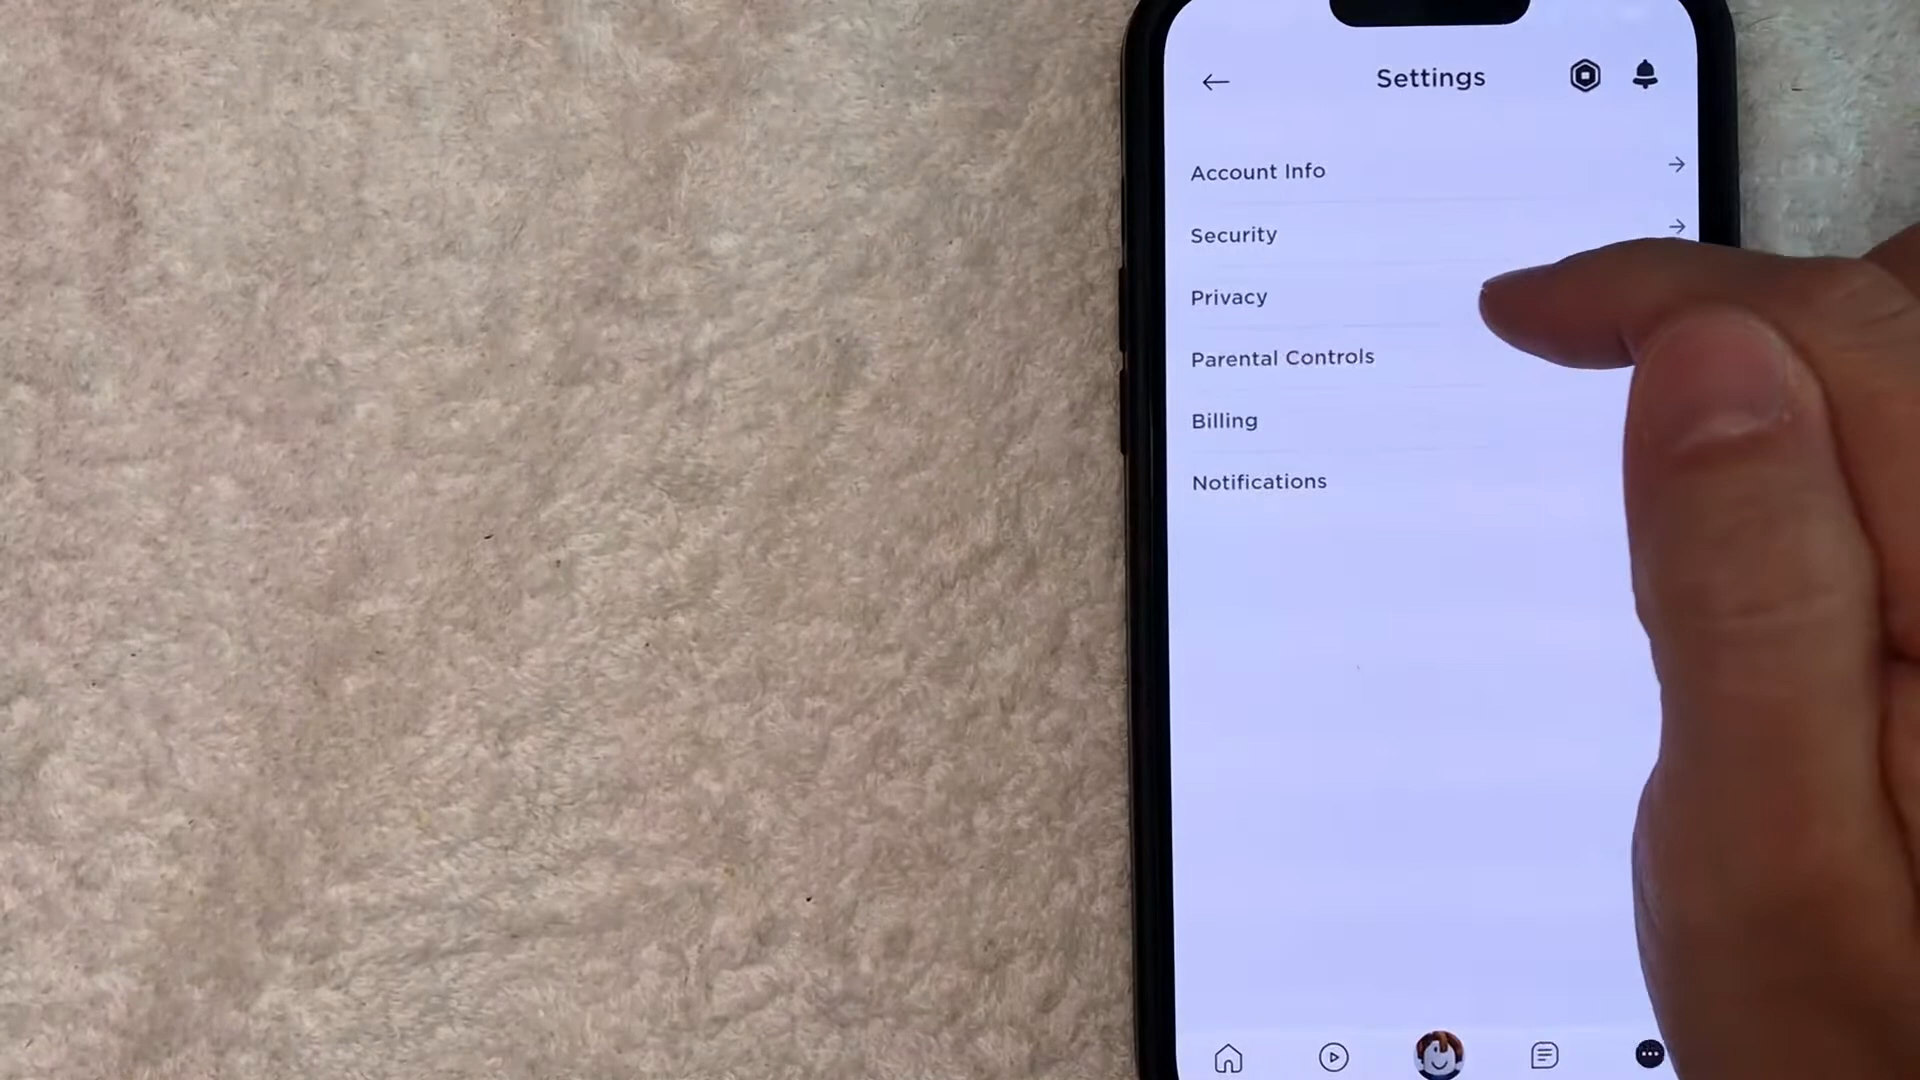 Settings
Account Info
Security
Privacy
Parental Controls
Billing
Notifications